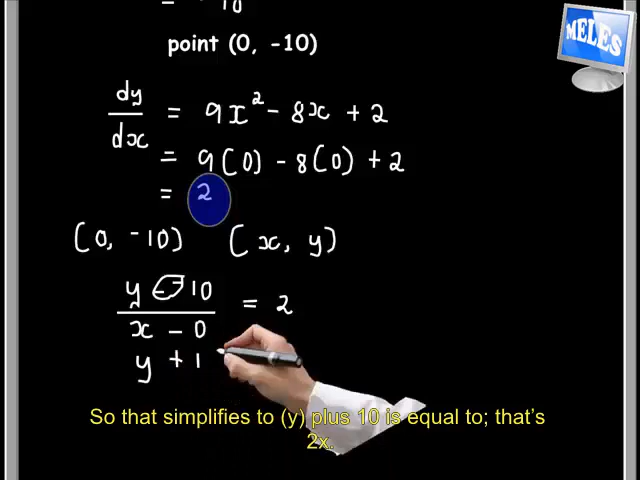 10
MELES
point (0, -10)
dy/dx = 9x² - 8x + 2
= 9(0) - 8(0) + 2
= 2
(0, -10) (x, y)
y - - 10 / x - 0 = 2
y + 1
So that simplifies to (y) plus 10 is equal to; that's
2x.